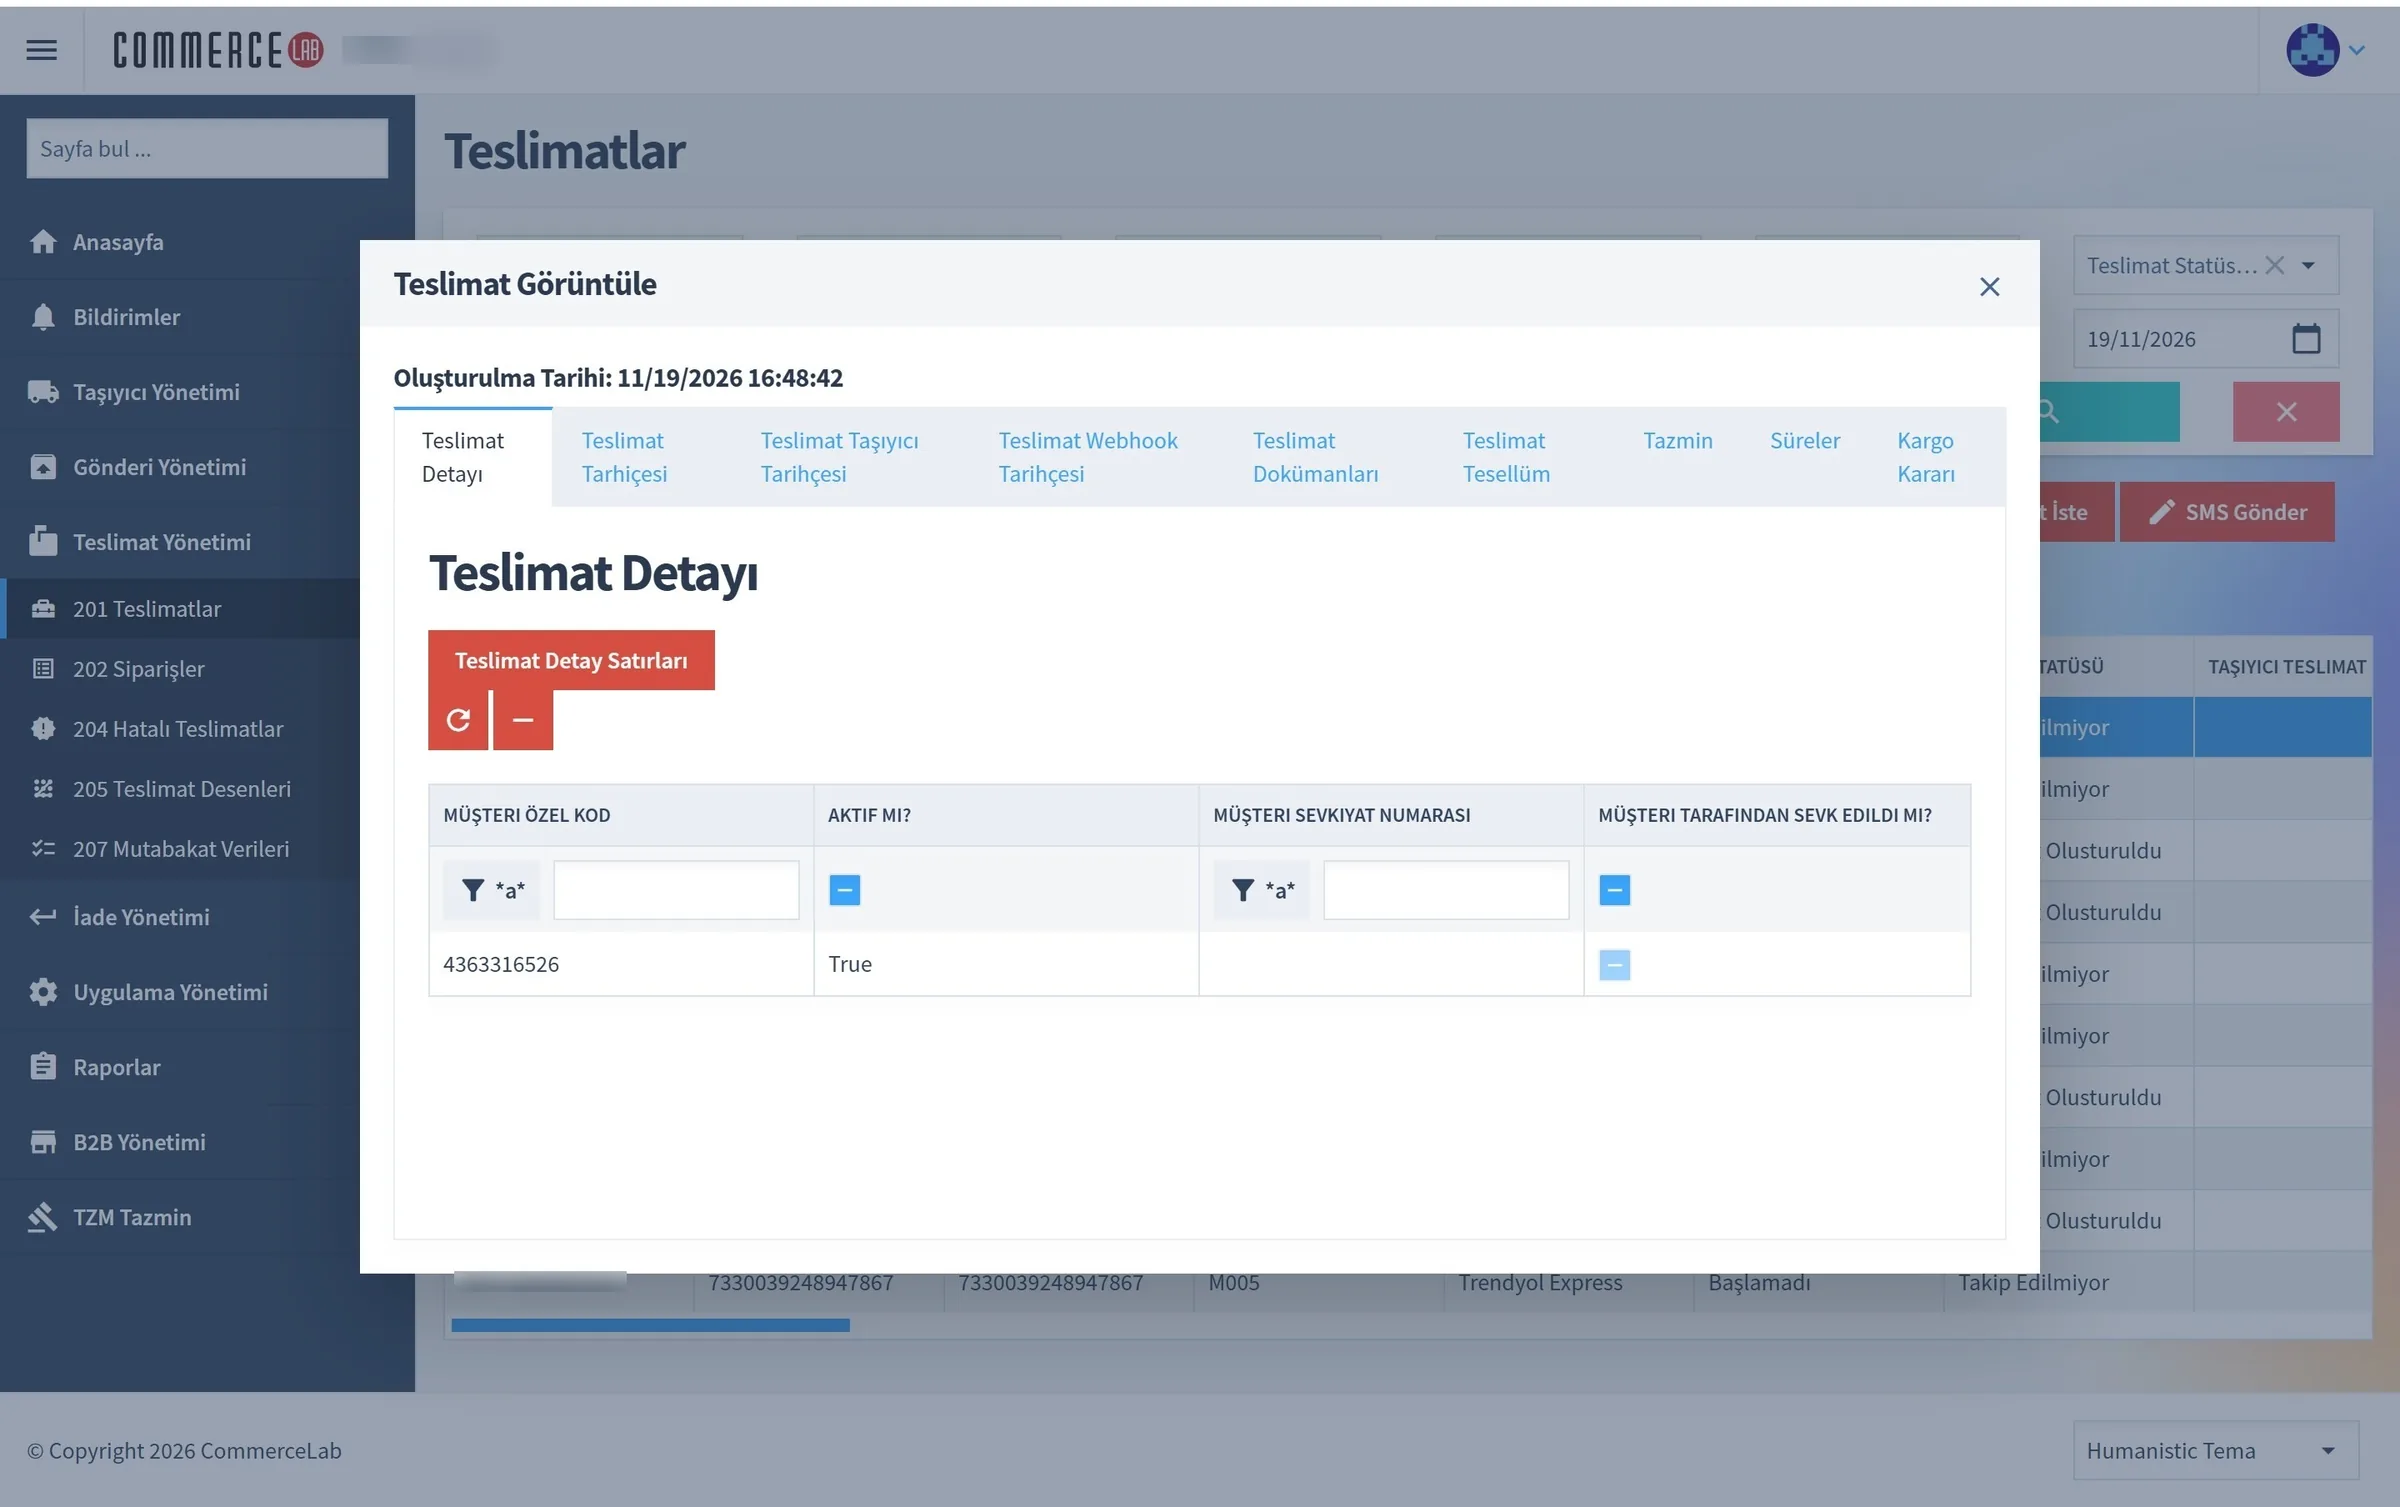 COMMERCE LAB
Sayfa bul ...
Anasayfa
Bildirimler
Taşıyıcı Yönetimi
Gönderi Yönetimi
Teslimat Yönetimi
201 Teslimatlar
202 Siparişler
204 Hatalı Teslimatlar
205 Teslimat Desenleri
207 Mutabakat Verileri
İade Yönetimi
Uygulama Yönetimi
Raporlar
B2B Yönetimi
TZM Tazmin
Teslimatlar
Teslimat Statüs...
19/11/2026
t İste
SMS Gönder
TATÜSÜ
TAŞIYICI TESLIMAT
ilmiyor
ilmiyor
Olusturuldu
Olusturuldu
ilmiyor
ilmiyor
Olusturuldu
ilmiyor
Olusturuldu
7330039248947867 7330039248947867 M005 Trendyol Express Başlamadı Takip Edilmiyor
Teslimat Görüntüle
Oluşturulma Tarihi: 11/19/2026 16:48:42
Teslimat Detayı
Teslimat Tarhiçesi
Teslimat Taşıyıcı Tarihçesi
Teslimat Webhook Tarihçesi
Teslimat Dokümanları
Teslimat Tesellüm
Tazmin
Süreler
Kargo Kararı
Teslimat Detayı
Teslimat Detay Satırları
MÜŞTERI ÖZEL KOD AKTIF MI? MÜŞTERI SEVKIYAT NUMARASI MÜŞTERI TARAFINDAN SEVK EDILDI MI?
*a* *a*
4363316526 True
© Copyright 2026 CommerceLab
Humanistic Tema